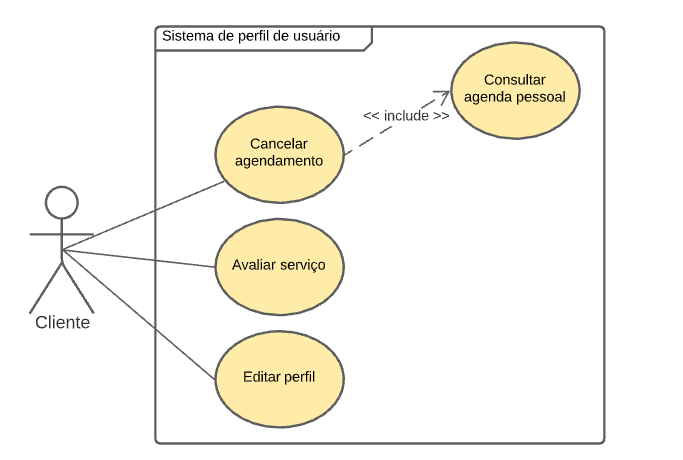 Sistema de perfil de usuário
Consultar
agenda pessoal
<< include >>
Cancelar
agendamento
Avaliar serviço
Cliente
Editar perfil